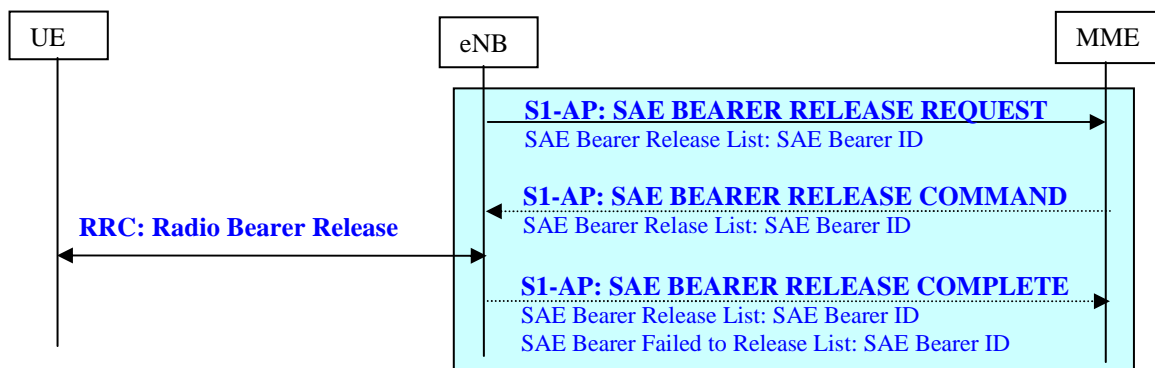 UE
eNB
MME
S1-AP: SAE BEARER RELEASE REQUEST
SAE Bearer Release List: SAE Bearer ID
S1-AP: SAE BEARER RELEASE COMMAND
SAE Bearer Relase List: SAE Bearer ID
RRC: Radio Bearer Release
S1-AP: SAE BEARER RELEASE COMPLETE
SAE Bearer Release List: SAE Bearer ID
SAE Bearer Failed to Release List: SAE Bearer ID